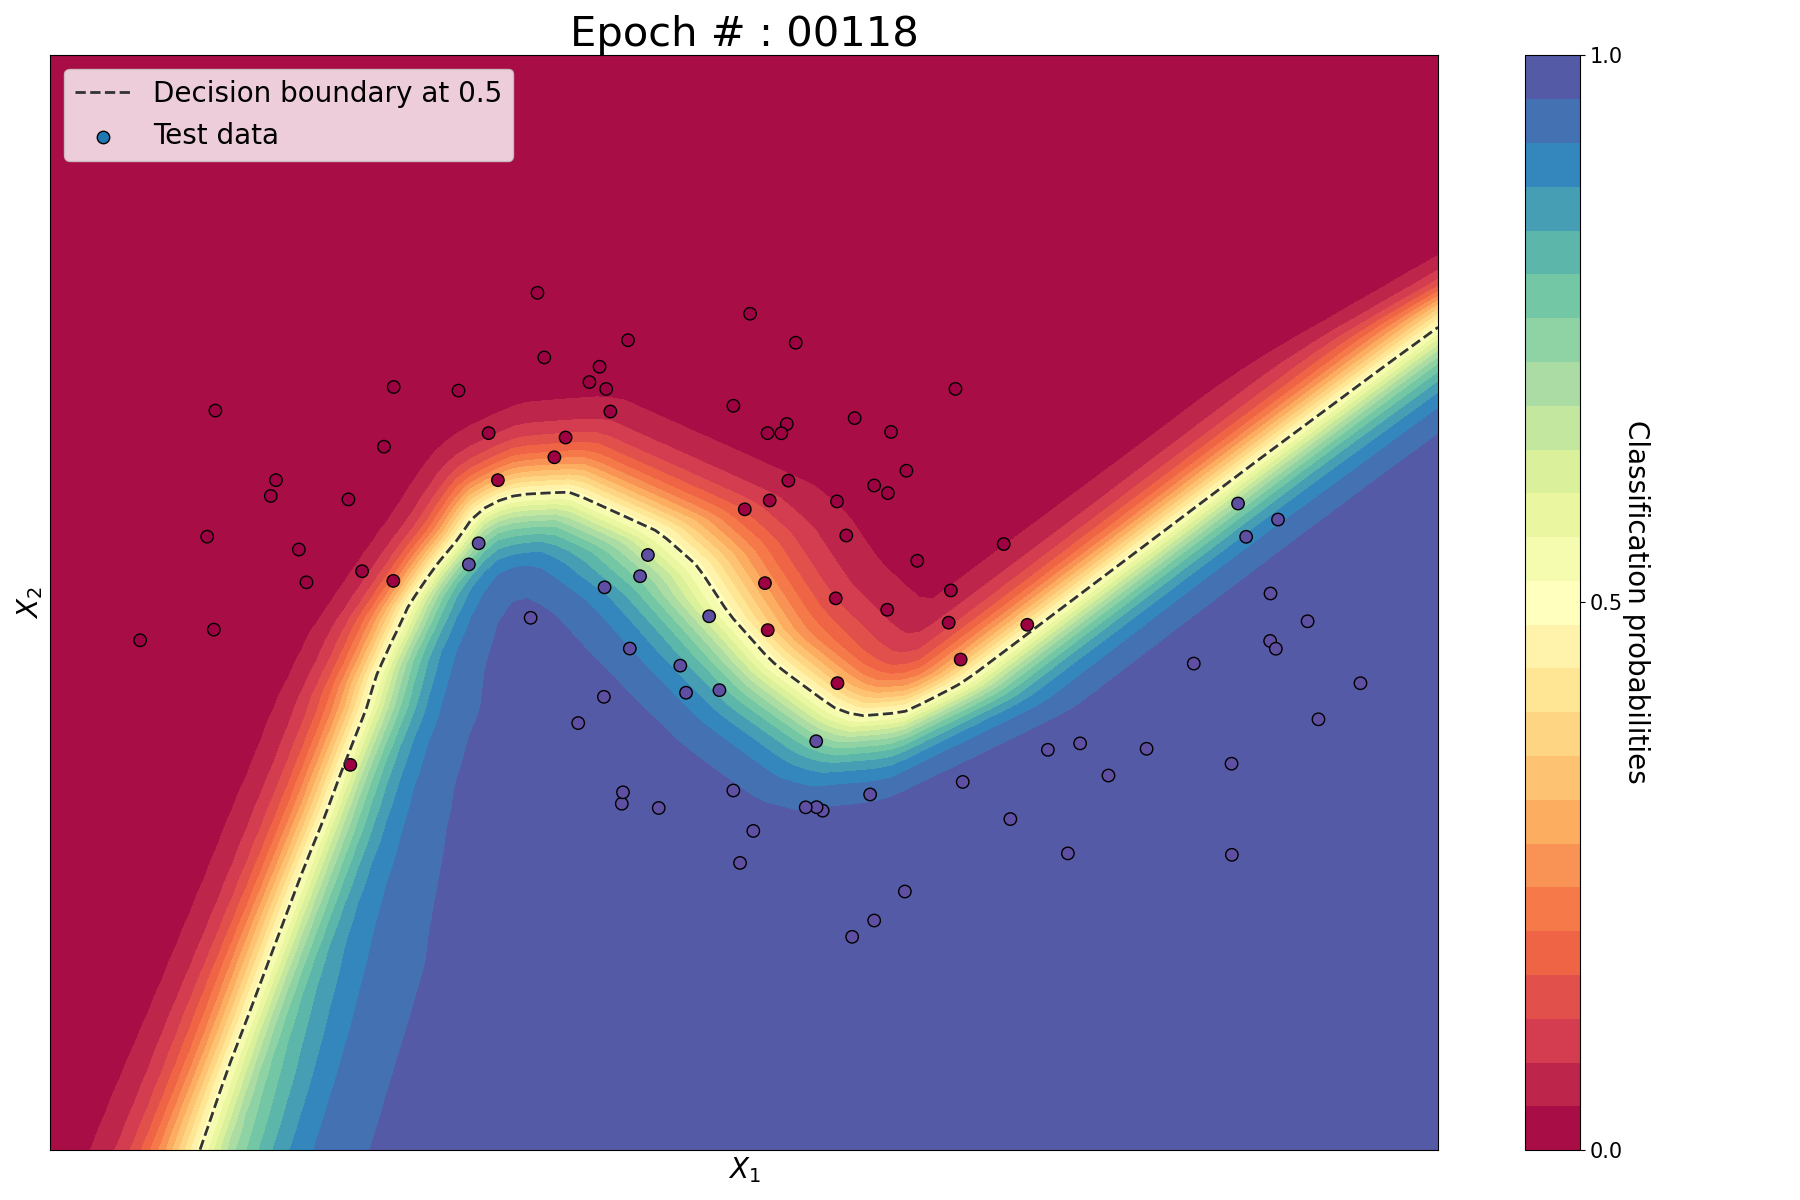 Epoch # : 00118
Decision boundary at 0.5
Test data
X₂
X₁
1.0
0.5
0.0
Classification probabilities